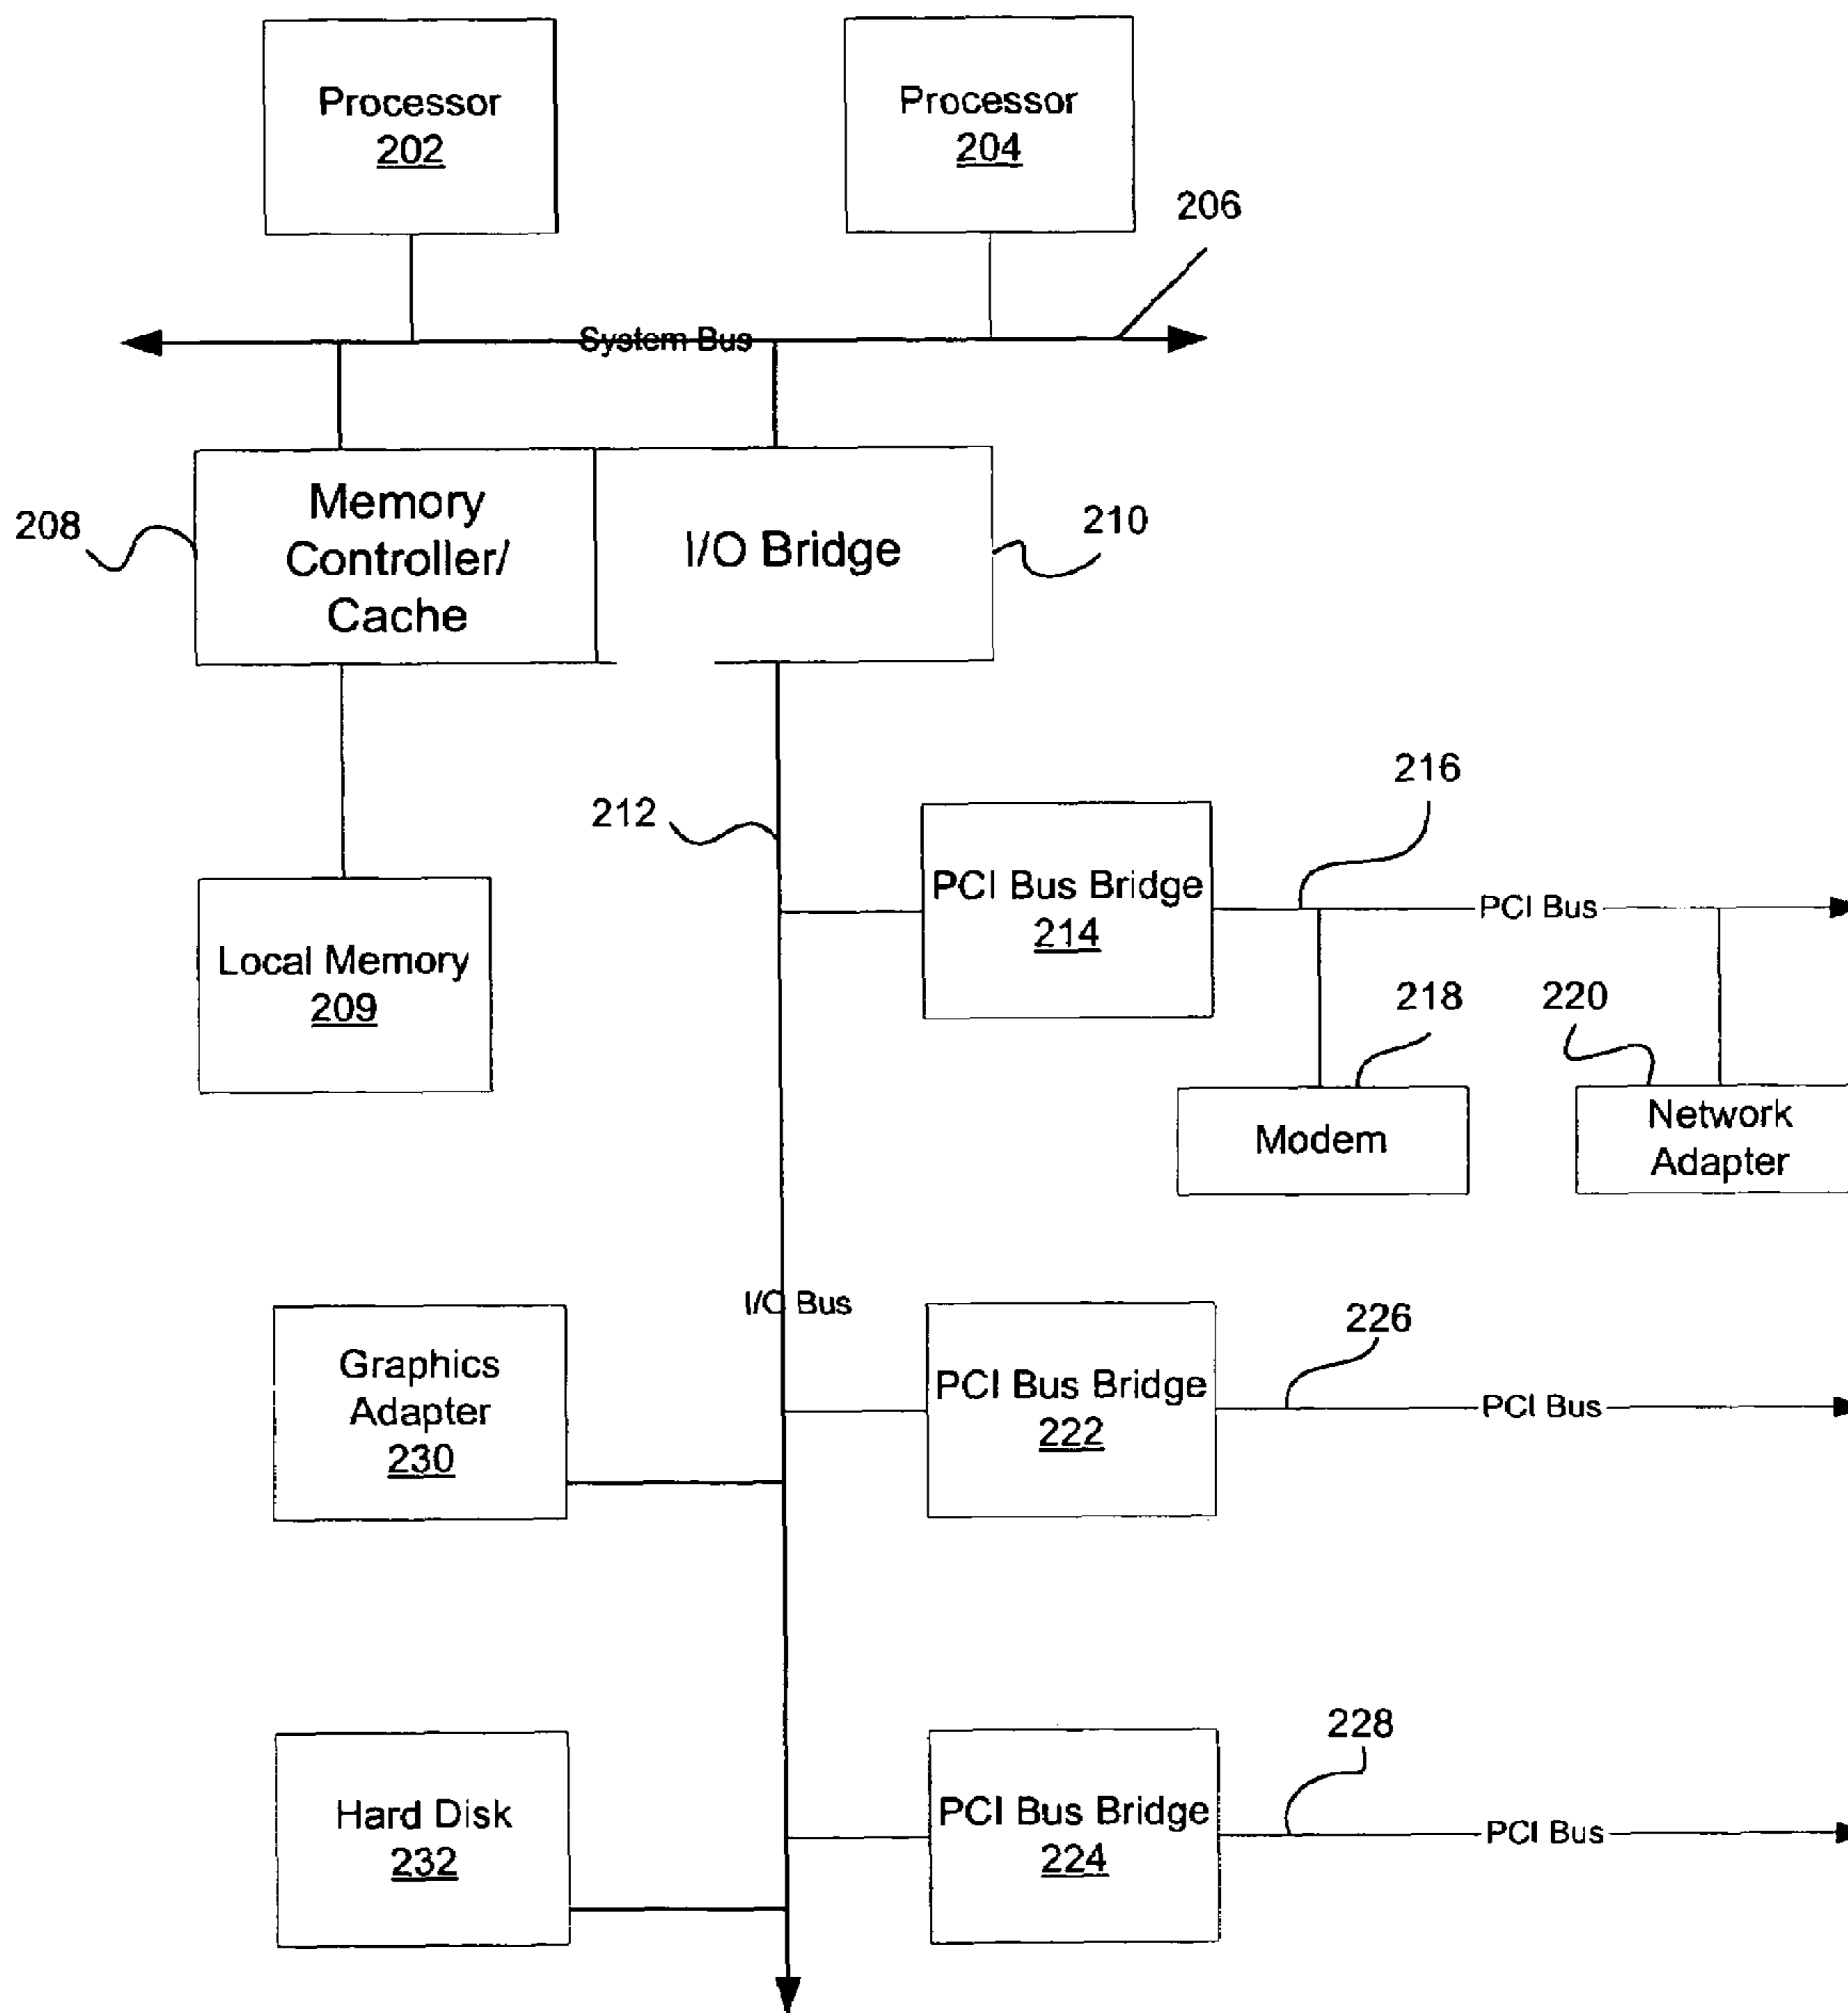 Processor
202
Processor
204
206
System Bus
208
Memory
Controller/
Cache
I/O Bridge
210
212
216
PCI Bus Bridge
214
PCI Bus
Local Memory
209
218
220
Modem
Network
Adapter
I/O Bus
226
Graphics
Adapter
230
PCI Bus Bridge
222
PCI Bus
228
Hard Disk
232
PCI Bus Bridge
224
PCI Bus